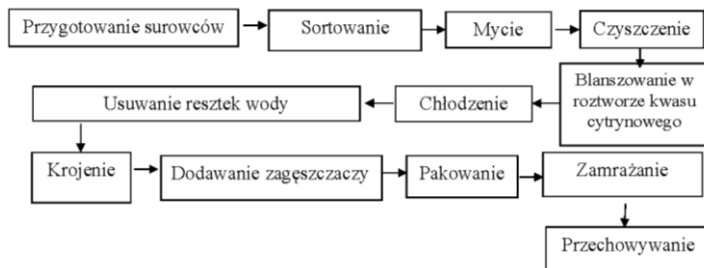 Przygotowanie surowców
Sortowanie
Mycie
Czyszczenie
Blanszowanie w
roztworze kwasu
cytrynowego
Chłodzenie
Usuwanie resztek wody
Krojenie
Dodawanie zagęszczaczy
Pakowanie
Zamrażanie
Przechowywanie